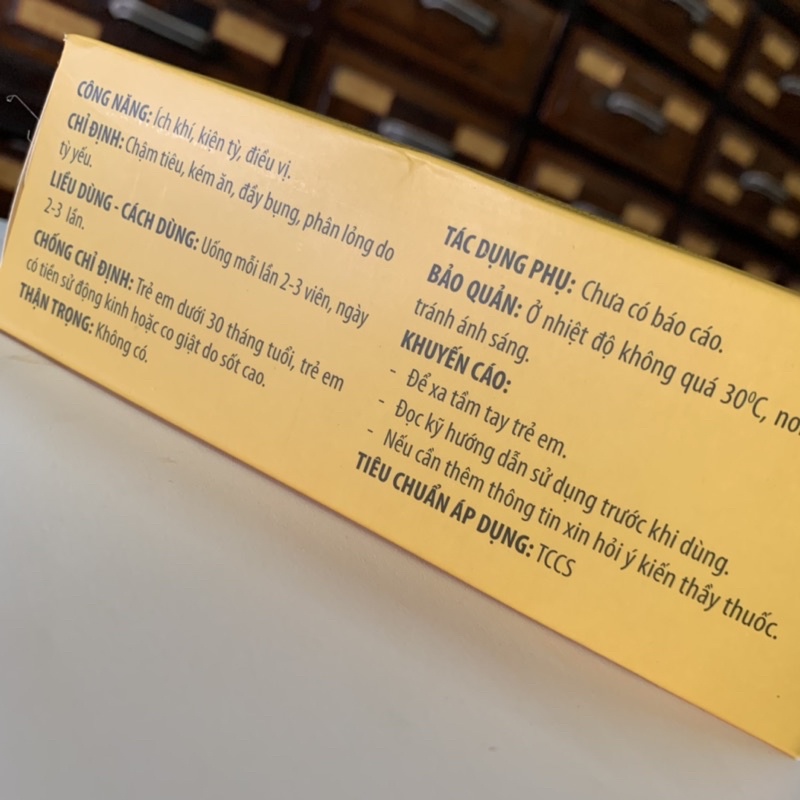 CÔNG NĂNG: Ích khí, kiện tỳ, điều vị.
CHỈ ĐỊNH: Chậm tiêu, kém ăn, đầy bụng, phân lỏng do
tỳ yếu.
LIỀU DÙNG - CÁCH DÙNG: Uống mỗi lần 2-3 viên, ngày
2-3 lần.
CHỐNG CHỈ ĐỊNH: Trẻ em dưới 30 tháng tuổi, trẻ em
có tiền sử động kinh hoặc co giật do sốt cao.
THẬN TRỌNG: Không có.
TÁC DỤNG PHỤ: Chưa có báo cáo.
BẢO QUẢN: Ở nhiệt độ không quá 30⁰C,
tránh ánh sáng.
KHUYẾN CÁO:
- Để xa tầm tay trẻ em.
- Đọc kỹ hướng dẫn sử dụng trước khi dùng.
- Nếu cần thêm thông tin xin hỏi ý kiến thầy thuốc.
TIÊU CHUẨN ÁP DỤNG: TCCS